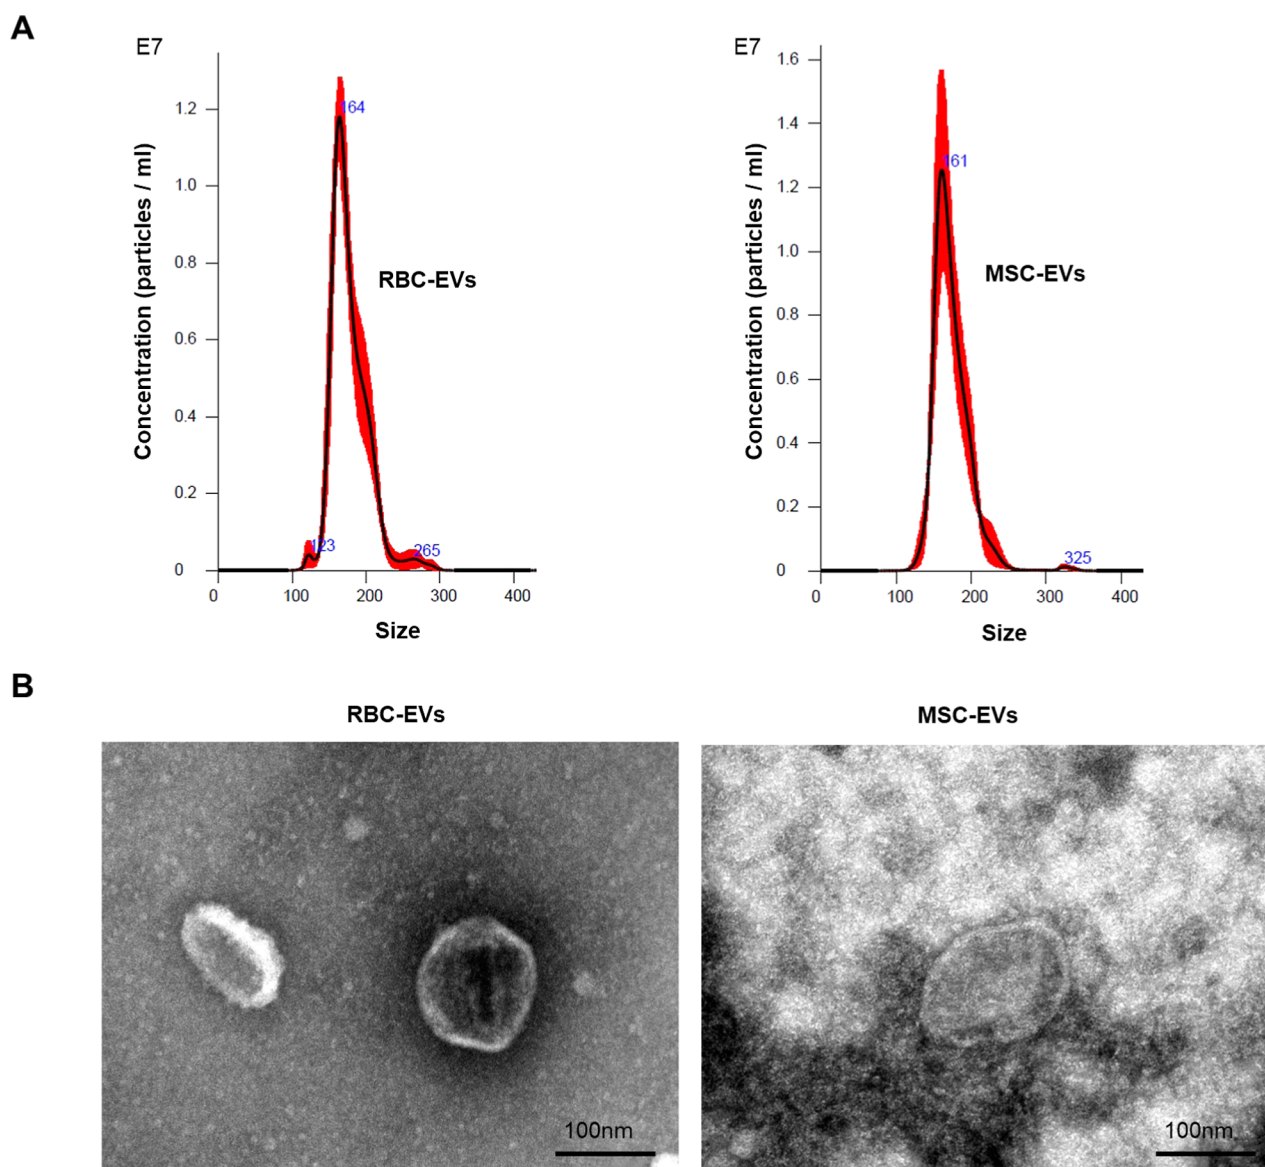 A
E7
1.2
1.0
0.8
0.6
0.4
0.2
0
164
123
265
RBC-EVs
Concentration (particles / ml)
0 100 200 300 400
Size
E7
1.6
1.4
1.2
1.0
0.8
0.6
0.4
0.2
0
161
325
MSC-EVs
Concentration (particles / ml)
0 100 200 300 400
Size
B
RBC-EVs
MSC-EVs
100nm
100nm